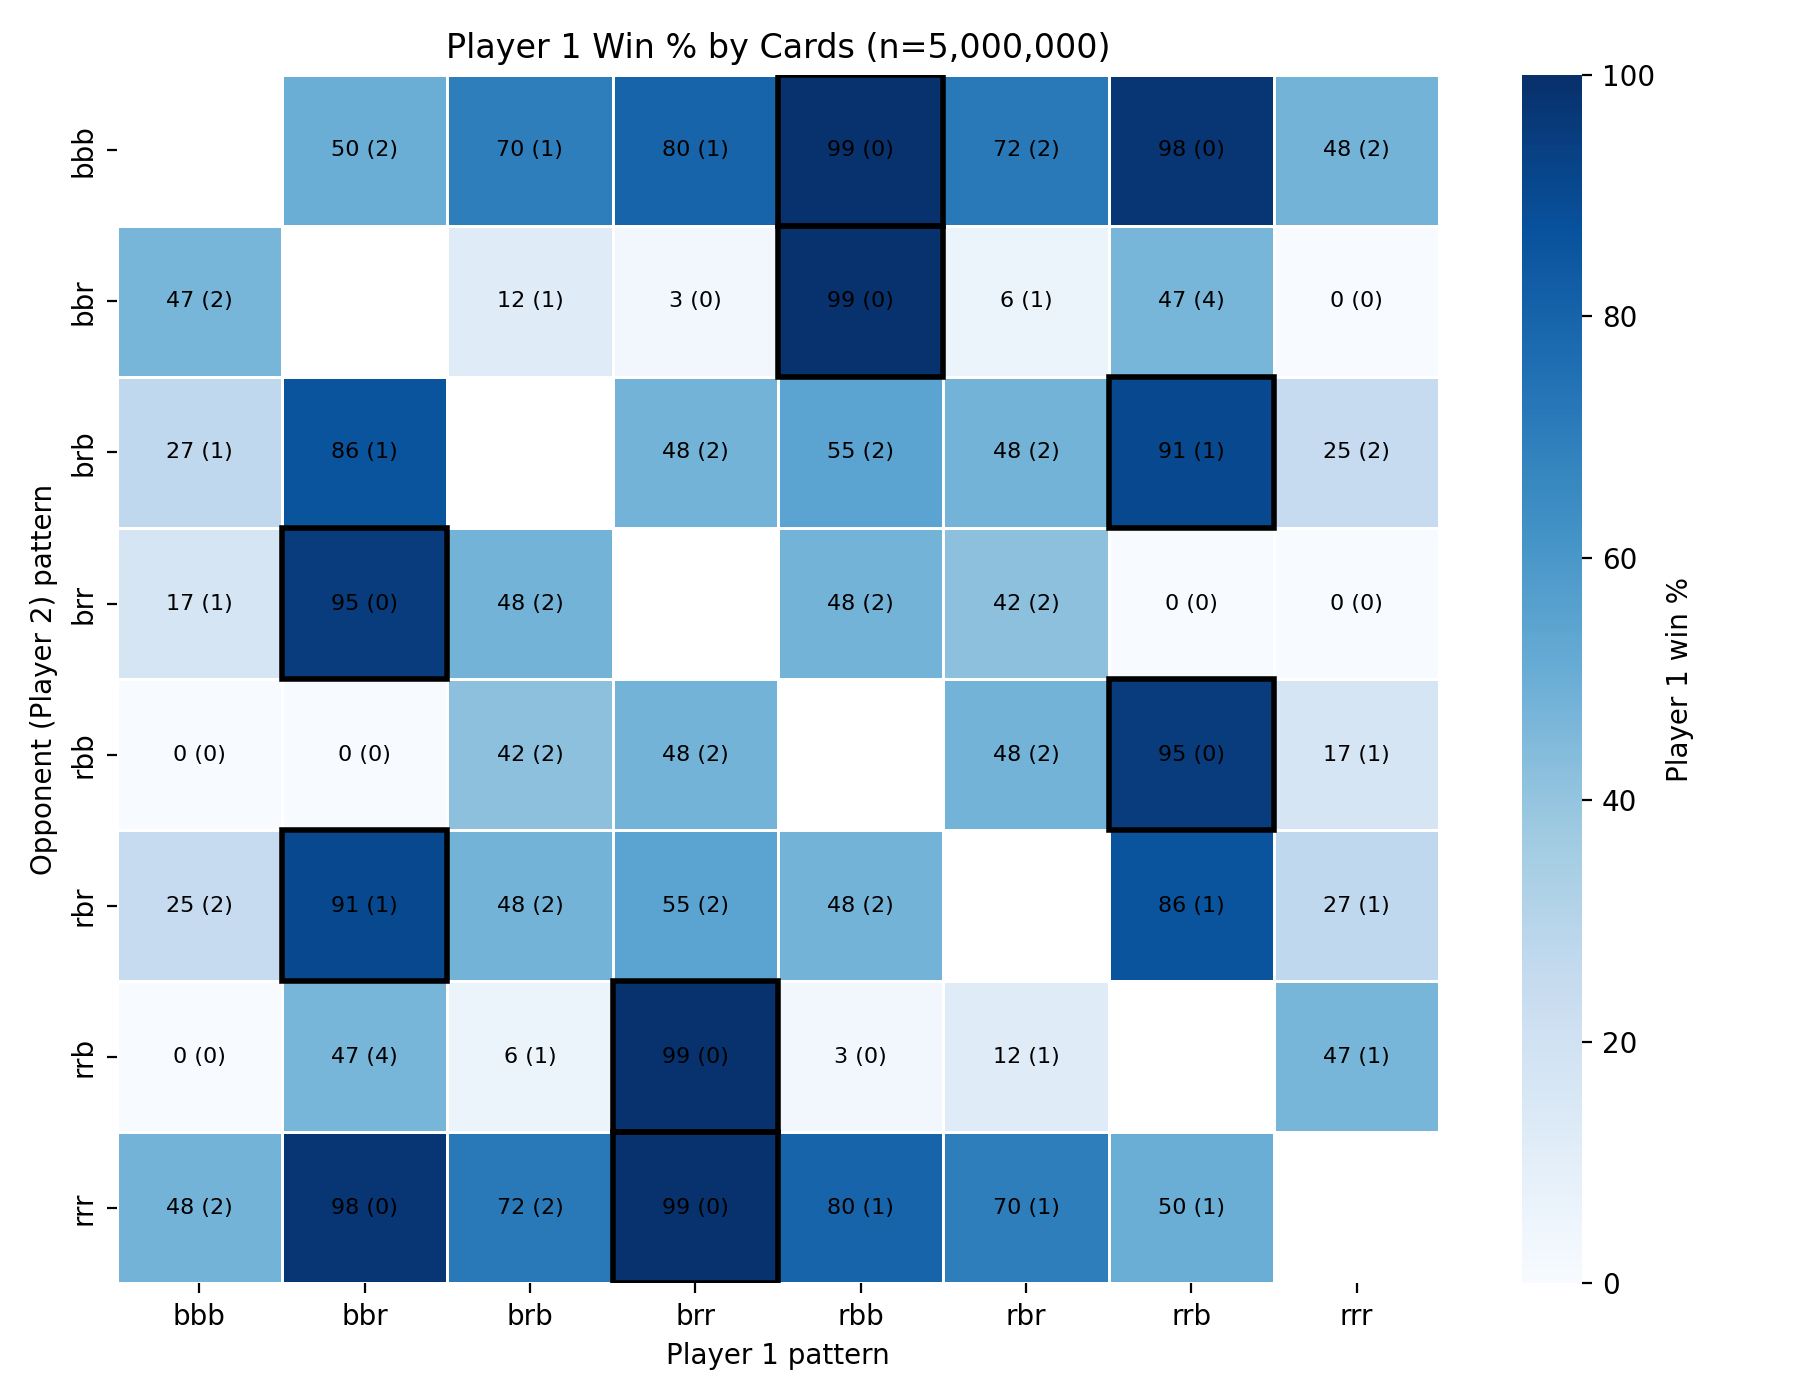 Player 1 Win % by Cards (n=5,000,000)
Opponent (Player 2) pattern
bbb 50 (2) 70 (1) 80 (1) 99 (0) 72 (2) 98 (0) 48 (2)
bbr 47 (2) 12 (1) 3 (0) 99 (0) 6 (1) 47 (4) 0 (0)
brb 27 (1) 86 (1) 48 (2) 55 (2) 48 (2) 91 (1) 25 (2)
brr 17 (1) 95 (0) 48 (2) 48 (2) 42 (2) 0 (0) 0 (0)
rbb 0 (0) 0 (0) 42 (2) 48 (2) 48 (2) 95 (0) 17 (1)
rbr 25 (2) 91 (1) 48 (2) 55 (2) 48 (2) 86 (1) 27 (1)
rrb 0 (0) 47 (4) 6 (1) 99 (0) 3 (0) 12 (1) 47 (1)
rrr 48 (2) 98 (0) 72 (2) 99 (0) 80 (1) 70 (1) 50 (1)
bbb bbr brb brr rbb rbr rrb rrr
Player 1 pattern
100
80
60
40
20
0
Player 1 win %